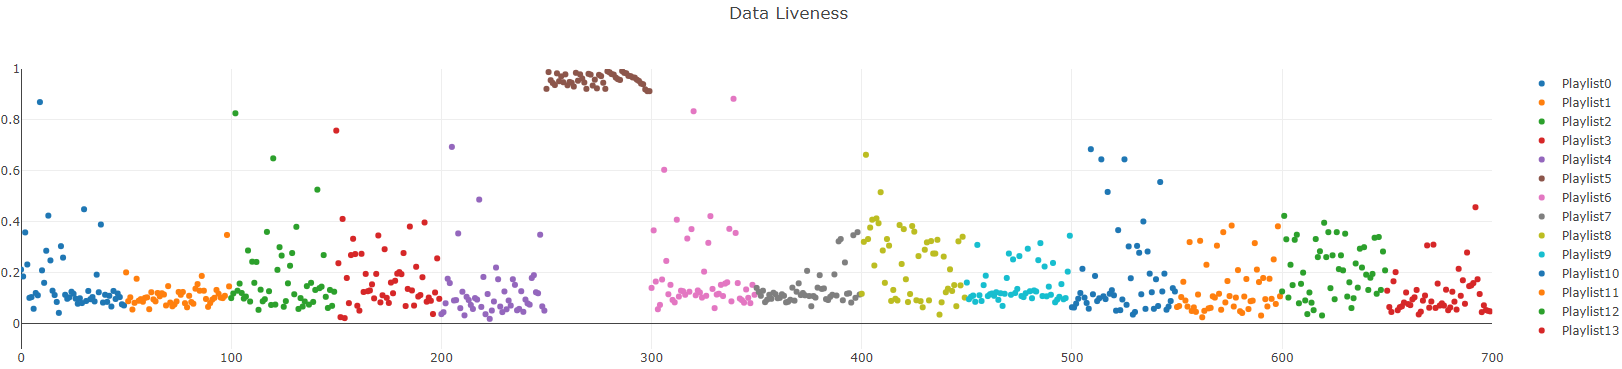 Data Liveness
1
0.8
0.6
0.4
0.2
0
0 100 200 300 400 500 600 700
Playlist0
Playlist1
Playlist2
Playlist3
Playlist4
Playlist5
Playlist6
Playlist7
Playlist8
Playlist9
Playlist10
Playlist11
Playlist12
Playlist13